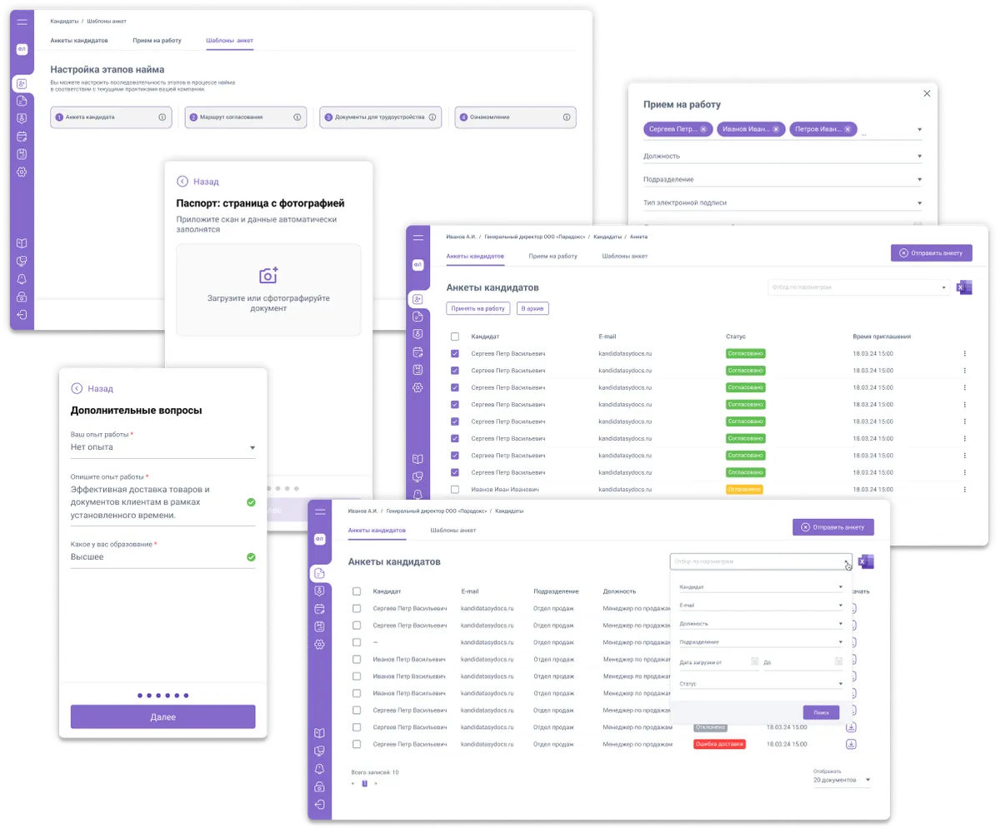 Кандидаты / Шаблоны анкет
Анкеты кандидатов Прием на работу Шаблоны анкет
ФЛ
Настройка этапов найма
Вы можете настроить последовательность этапов в процессе найма
в соответствии с текущими практиками вашей компании
1 Анкета кандидата
2 Маршрут согласования
3 Документы для трудоустройства
4 Ознакомление
Прием на работу
Сергеев Петр... Иванов Иван... Петров Иван... ...
Должность
Подразделение
Тип электронной подписи
Назад
Паспорт: страница с фотографией
Приложите скан и данные автоматически
заполнятся
Загрузите или сфотографируйте
документ
Назад
Дополнительные вопросы
Ваш опыт работы *
Нет опыта
Опишите опыт работы *
Эффективная доставка товаров и
документов клиентам в рамках
установленного времени.
Какое у вас образование *
Высшее
Далее
Иванов А.И. / Гениральный директор ООО «Парадокс» / Кандидаты / Анкета
Анкеты кандидатов Прием на работу Шаблоны анкет
Отправить анкету
ФЛ
Анкеты кандидатов
Отбор по параметрам
Принять на работу В архив
Кандидат E-mail Статус Время приглашения
Сергеев Петр Васильевич kandidatasydocs.ru Согласовано 18.03.24 15:00
Сергеев Петр Васильевич kandidatasydocs.ru Согласовано 18.03.24 15:00
Сергеев Петр Васильевич kandidatasydocs.ru Согласовано 18.03.24 15:00
Сергеев Петр Васильевич kandidatasydocs.ru Согласовано 18.03.24 15:00
Сергеев Петр Васильевич kandidatasydocs.ru Согласовано 18.03.24 15:00
Сергеев Петр Васильевич kandidatasydocs.ru Согласовано 18.03.24 15:00
Сергеев Петр Васильевич kandidatasydocs.ru Согласовано 18.03.24 15:00
Сергеев Петр Васильевич kandidatasydocs.ru Согласовано 18.03.24 15:00
Иванов Иван Иванович kandidatasydocs.ru Отправлено 18.03.24 15:00
Иванов А.И. / Гениральный директор ООО «Парадокс» / Кандидаты
Анкеты кандидатов Шаблоны анкет
Отправить анкету
ФЛ
Анкеты кандидатов
Отбор по параметрам
Кандидат E-mail Подразделение Должность
Сергеев Петр Васильевич kandidatasydocs.ru Отдел продаж Менеджер по продажам
Сергеев Петр Васильевич kandidatasydocs.ru Отдел продаж Менеджер по продажам
– kandidatasydocs.ru Отдел продаж Менеджер по продажам
Иванов Петр Васильевич kandidatasydocs.ru Отдел продаж Менеджер по продажам
Иванов Петр Васильевич kandidatasydocs.ru Отдел продаж Менеджер по продажам
Иванов Петр Васильевич kandidatasydocs.ru Отдел продаж Менеджер по продажам
Сергеев Петр Васильевич kandidatasydocs.ru Отдел продаж Менеджер по продажам
Сергеев Петр Васильевич kandidatasydocs.ru Отдел продаж Менеджер по продажам Отклонено 18.03.24 15:00
Сергеев Петр Васильевич kandidatasydocs.ru Отдел продаж Менеджер по продажам Ошибка доставки 18.03.24 15:00
Кандидат
E-mail
Должность
Подразделение
Дата загрузки от До
Статус
Поиск
Всего записей: 10
< 1 >
Отображать
20 документов